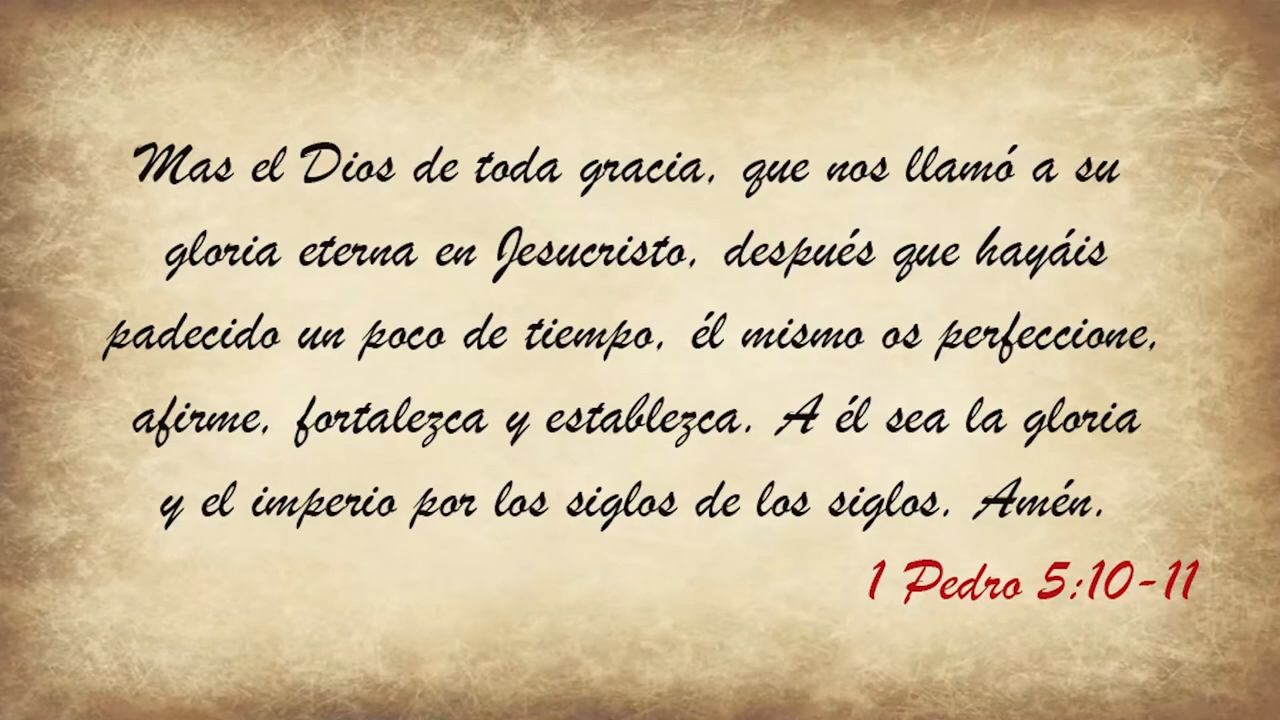 Mas el Dios de toda gracia, que nos llamó a su
gloria eterna en Jesucristo, después que hayáis
padecido un poco de tiempo, él mismo os perfeccione,
afirme, fortalezca y establezca. A él sea la gloria
y el imperio por los siglos de los siglos. Amén.
1 Pedro 5:10-11